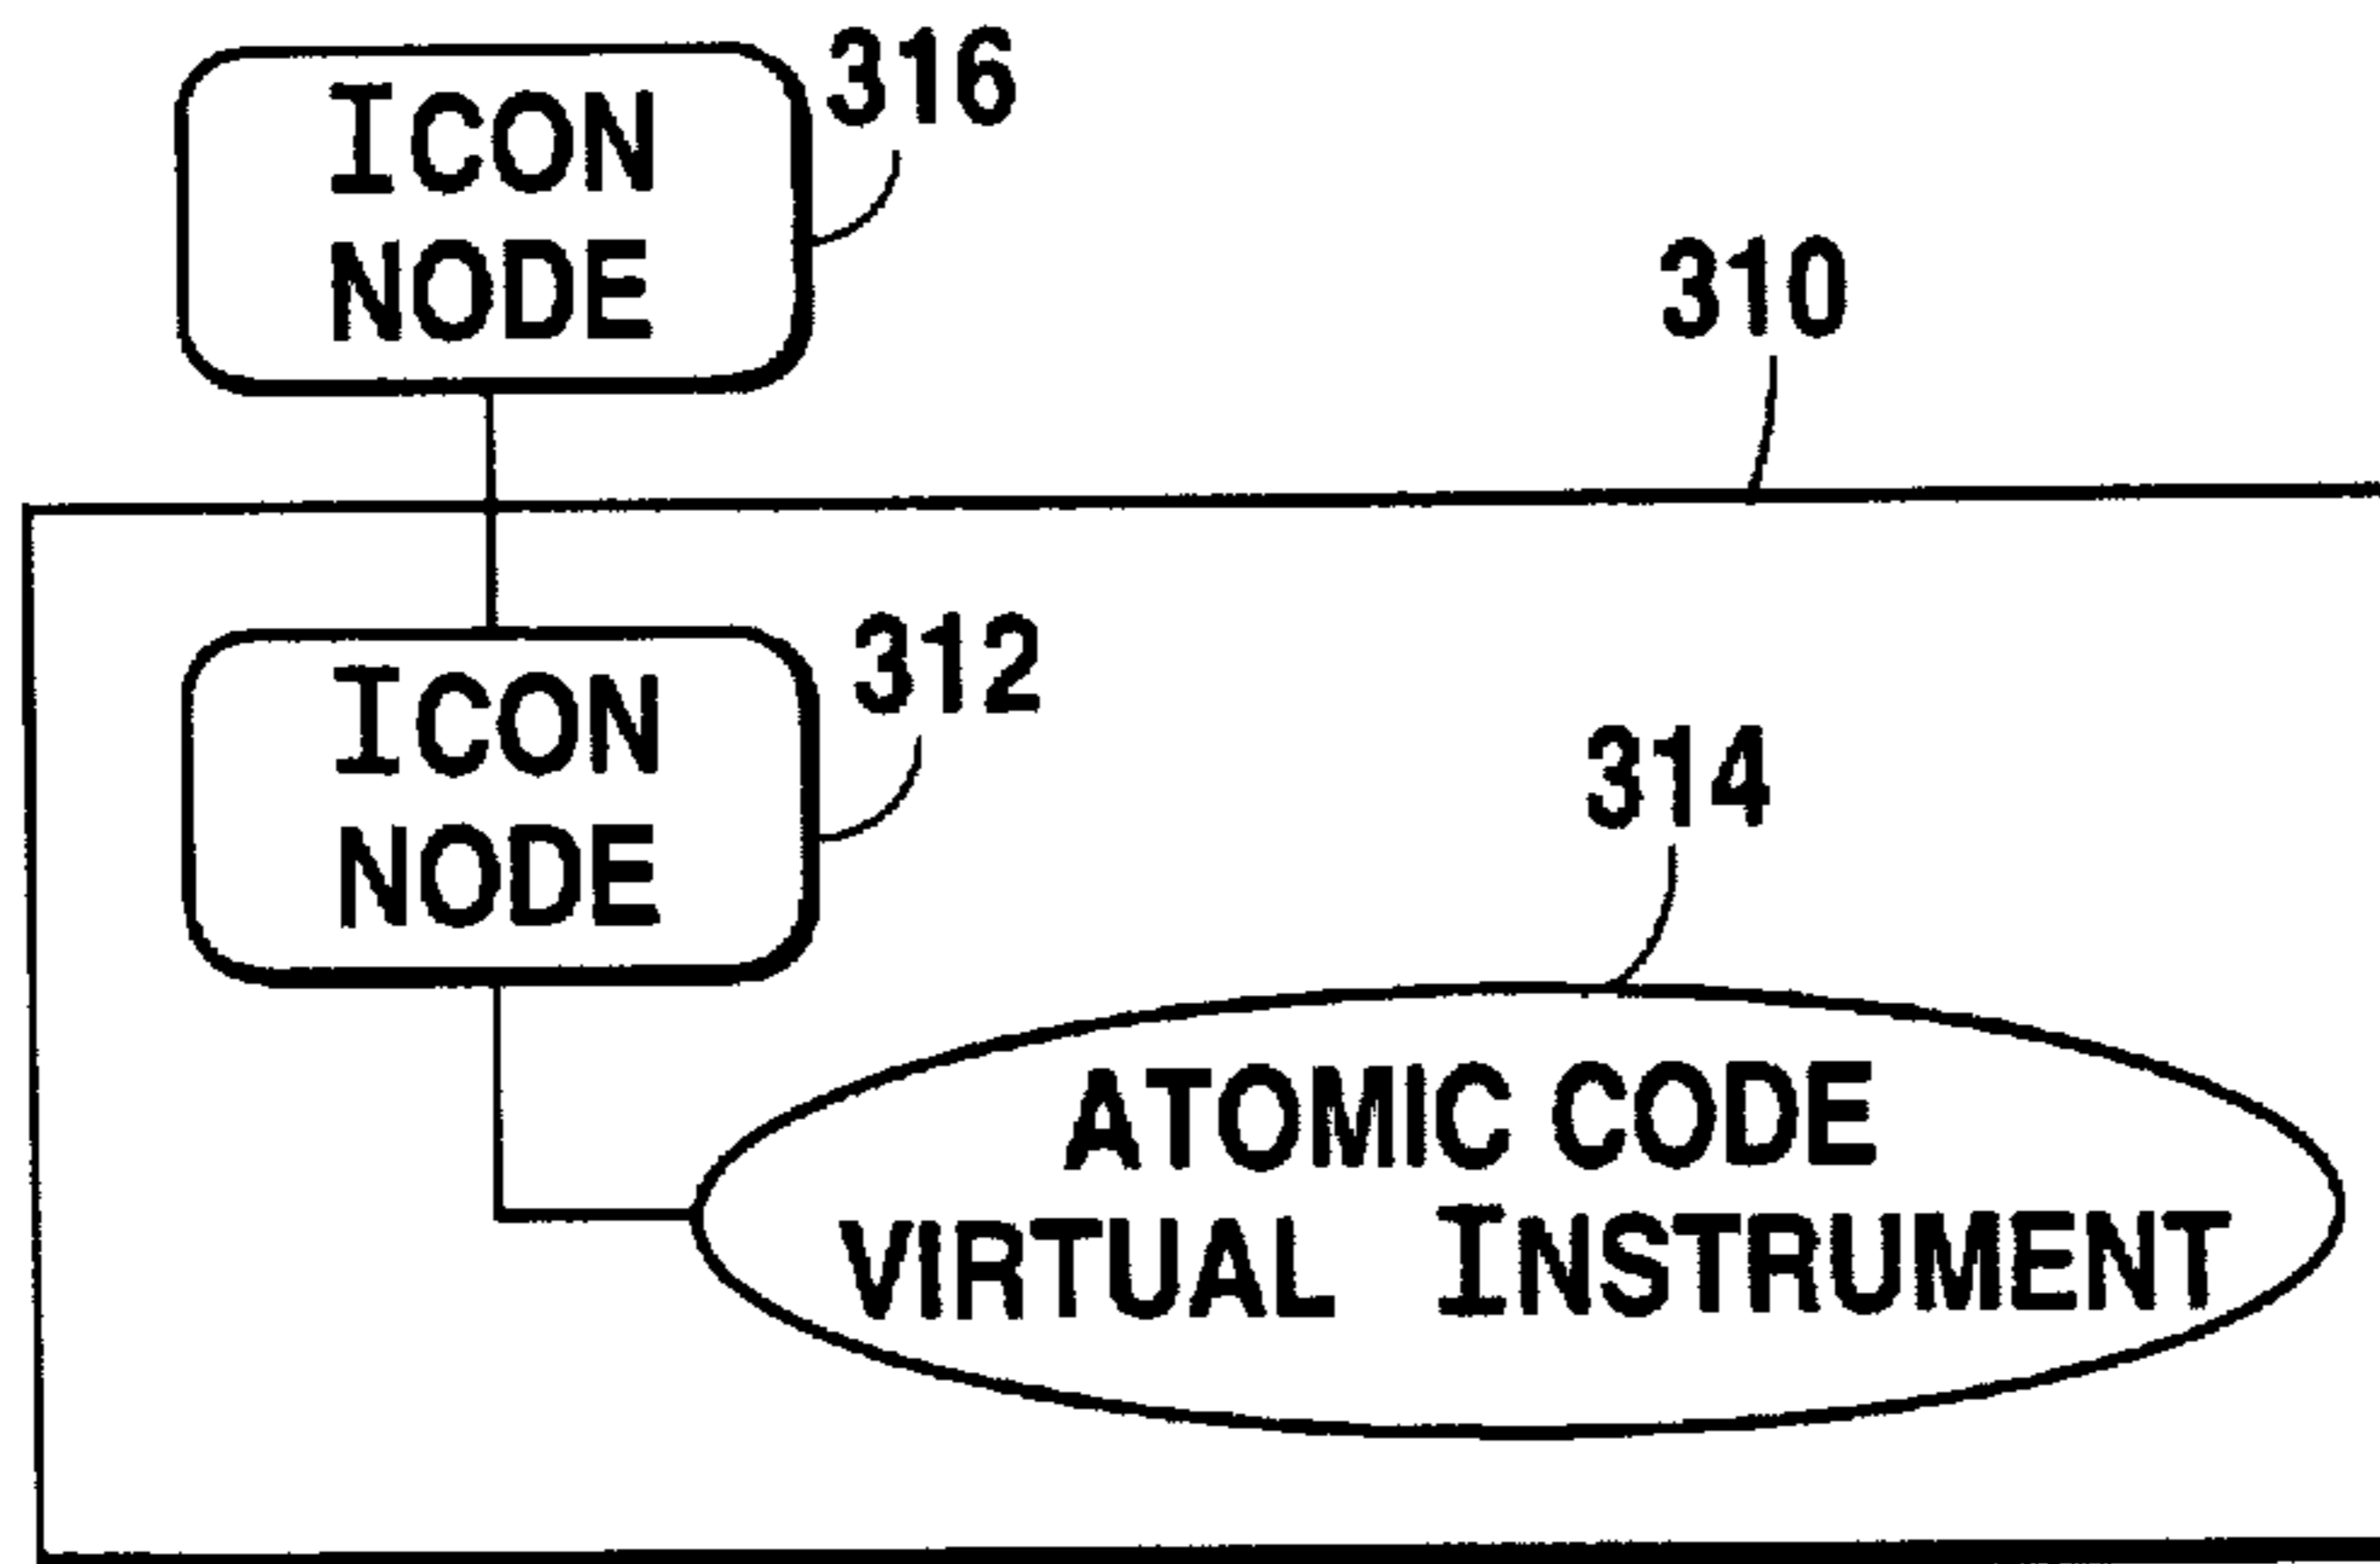 ICON
NODE
316
310
ICON
NODE
312
314
ATOMIC CODE
VIRTUAL INSTRUMENT